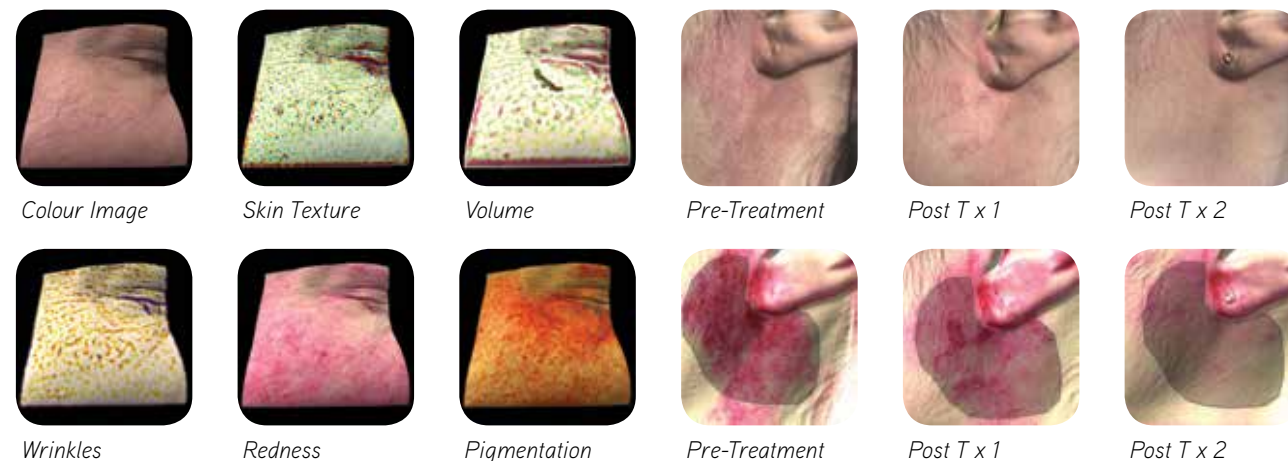 Colour Image Skin Texture Volume Pre-Treatment Post T x 1 Post T x 2
Wrinkles Redness Pigmentation Pre-Treatment Post T x 1 Post T x 2